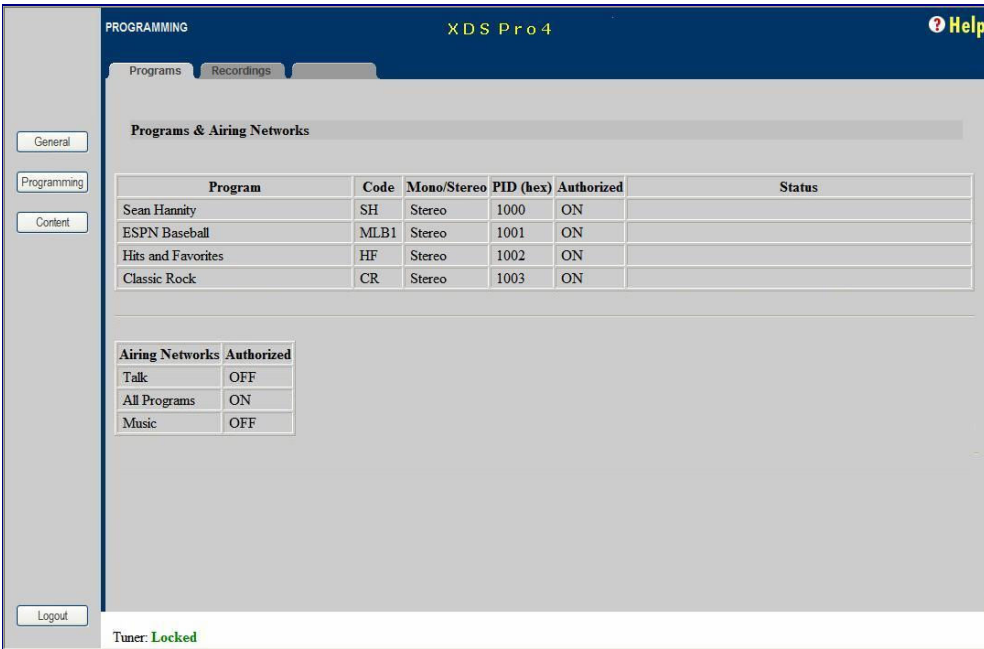 PROGRAMMING
XDS Pro4
? Help
Programs Recordings
General
Programming
Content
Programs & Airing Networks
Program Code Mono/Stereo PID (hex) Authorized Status
Sean Hannity SH Stereo 1000 ON
ESPN Baseball MLB1 Stereo 1001 ON
Hits and Favorites HF Stereo 1002 ON
Classic Rock CR Stereo 1003 ON
Airing Networks Authorized
Talk OFF
All Programs ON
Music OFF
Logout
Tuner: Locked